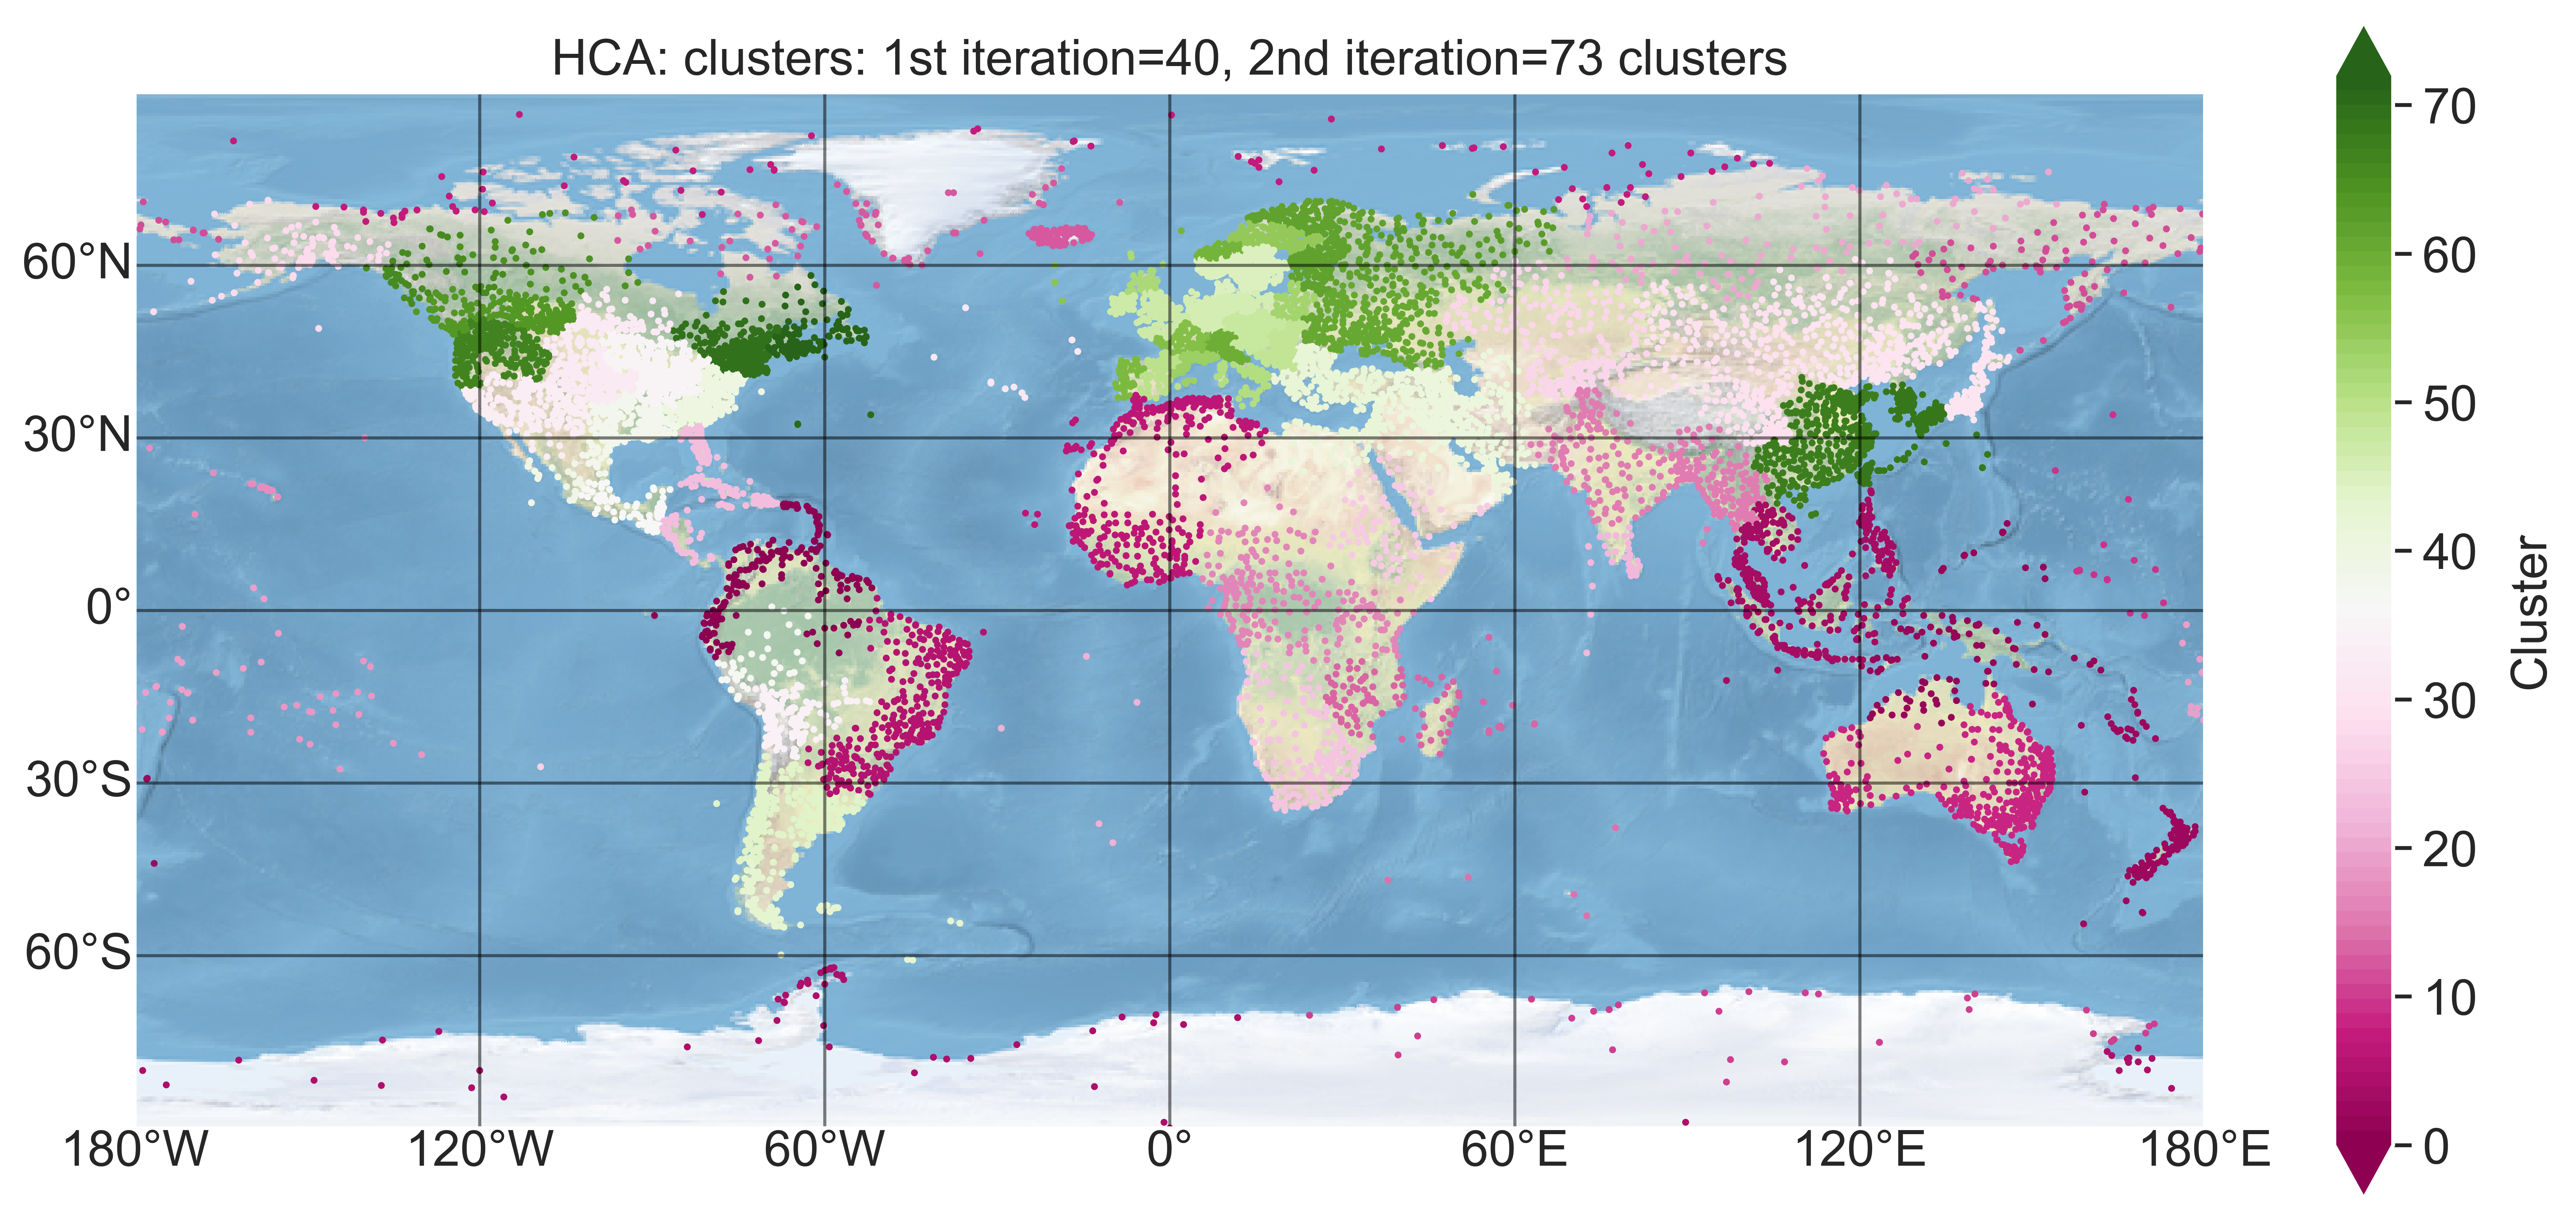 HCA: clusters: 1st iteration=40, 2nd iteration=73 clusters
60°N
30°N
0°
30°S
60°S
180°W
120°W
60°W
0°
60°E
120°E
180°E
70
60
50
40
30
20
10
0
Cluster